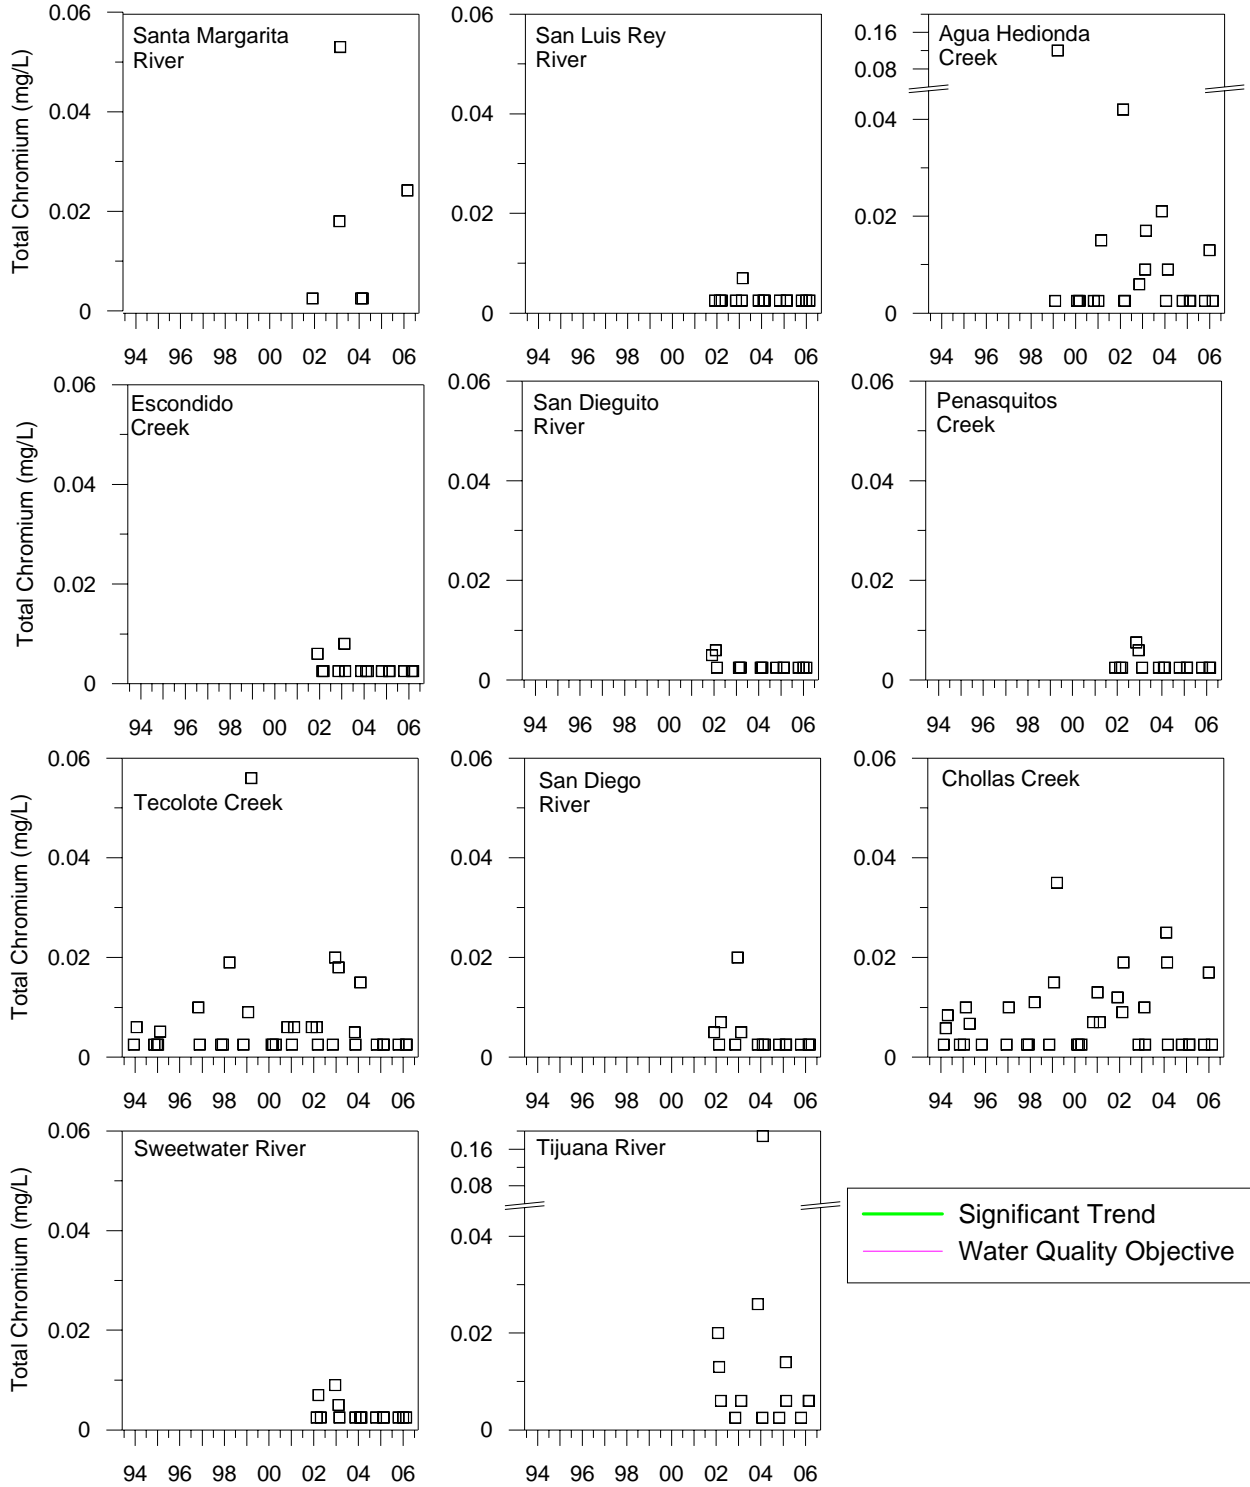 Total Chromium (mg/L)
0.06
0.04
0.02
0
Santa Margarita
River
94 96 98 00 02 04 06
0.06
0.04
0.02
0
San Luis Rey
River
94 96 98 00 02 04 06
0.16
0.08
0.04
0.02
0
Agua Hedionda
Creek
94 96 98 00 02 04 06
Total Chromium (mg/L)
0.06
0.04
0.02
0
Escondido
Creek
94 96 98 00 02 04 06
0.06
0.04
0.02
0
San Dieguito
River
94 96 98 00 02 04 06
0.06
0.04
0.02
0
Penasquitos
Creek
94 96 98 00 02 04 06
Total Chromium (mg/L)
0.06
0.04
0.02
0
Tecolote Creek
94 96 98 00 02 04 06
0.06
0.04
0.02
0
San Diego
River
94 96 98 00 02 04 06
0.06
0.04
0.02
0
Chollas Creek
94 96 98 00 02 04 06
Total Chromium (mg/L)
0.06
0.04
0.02
0
Sweetwater River
94 96 98 00 02 04 06
0.16
0.08
0.04
0.02
0
Tijuana River
94 96 98 00 02 04 06
Significant Trend
Water Quality Objective